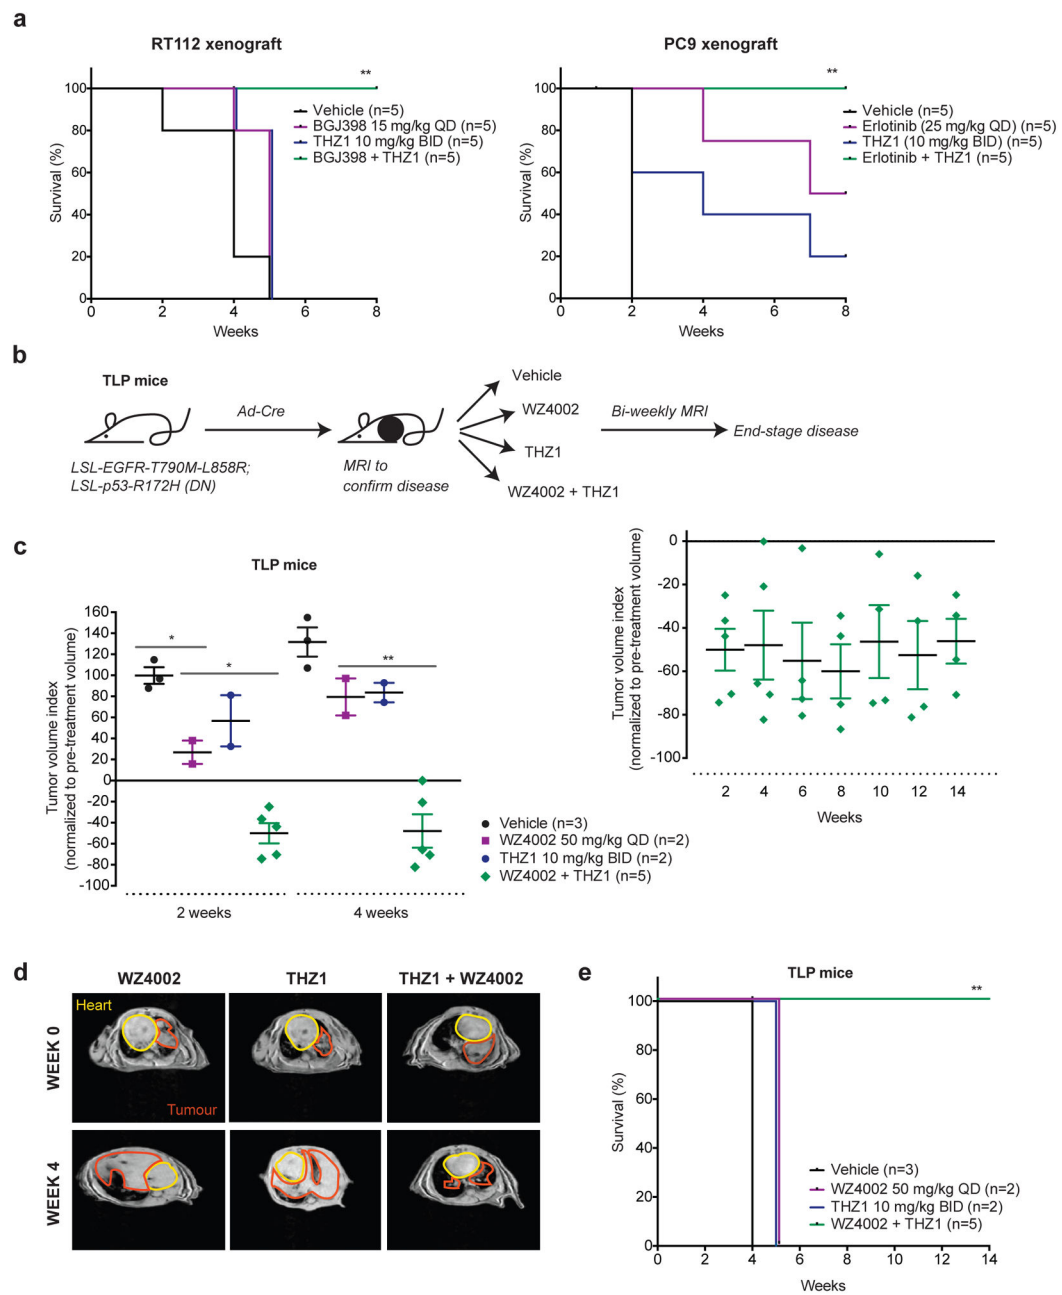 a
RT112 xenograft
**
100
80
60
40
20
0
Survival (%)
0 2 4 6 8
Weeks
Vehicle (n=5)
BGJ398 15 mg/kg QD (n=5)
THZ1 10 mg/kg BID (n=5)
BGJ398 + THZ1 (n=5)
PC9 xenograft
**
100
80
60
40
20
0
Survival (%)
0 2 4 6 8
Weeks
Vehicle (n=5)
Erlotinib (25 mg/kg QD) (n=5)
THZ1 (10 mg/kg BID) (n=5)
Erlotinib + THZ1 (n=5)
b
TLP mice
LSL-EGFR-T790M-L858R;
LSL-p53-R172H (DN)
Ad-Cre
MRI to
confirm disease
Vehicle
WZ4002
THZ1
WZ4002 + THZ1
Bi-weekly MRI
End-stage disease
c
TLP mice
Tumor volume index
(normalized to pre-treatment volume)
160
140
120
100
80
60
40
20
0
-20
-40
-60
-80
-100
*
*
**
2 weeks
4 weeks
Vehicle (n=3)
WZ4002 50 mg/kg QD (n=2)
THZ1 10 mg/kg BID (n=2)
WZ4002 + THZ1 (n=5)
Tumor volume index
(normalized to pre-treatment volume)
0
-20
-40
-60
-80
-100
2 4 6 8 10 12 14
Weeks
d
WZ4002
THZ1
THZ1 + WZ4002
WEEK 0
Heart
Tumour
WEEK 4
e
TLP mice
**
100
80
60
40
20
0
Survival (%)
0 2 4 6 8 10 12 14
Weeks
Vehicle (n=3)
WZ4002 50 mg/kg QD (n=2)
THZ1 10 mg/kg BID (n=2)
WZ4002 + THZ1 (n=5)